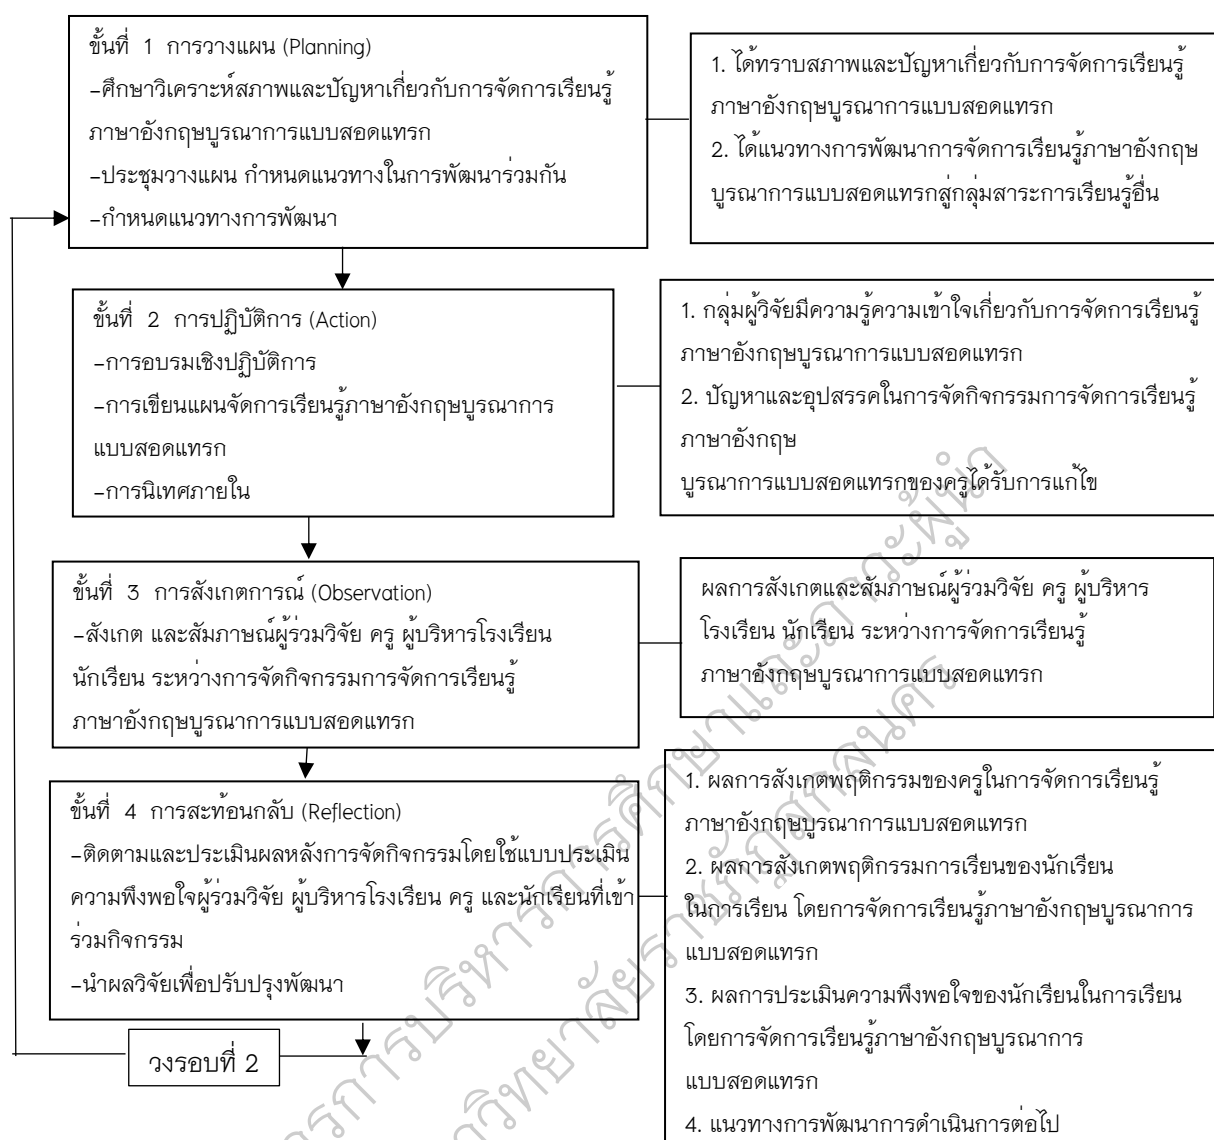 ขั้นที่ 1 การวางแผน (Planning)
-ศึกษาวิเคราะห์สภาพและปัญหาเกี่ยวกับการจัดการเรียนรู้
ภาษาอังกฤษบูรณาการแบบสอดแทรก
-ประชุมวางแผน กำหนดแนวทางในการพัฒนาร่วมกัน
-กำหนดแนวทางการพัฒนา
1. ได้ทราบสภาพและปัญหาเกี่ยวกับการจัดการเรียนรู้
ภาษาอังกฤษบูรณาการแบบสอดแทรก
2. ได้แนวทางการพัฒนาการจัดการเรียนรู้ภาษาอังกฤษ
บูรณาการแบบสอดแทรกสู่กลุ่มสาระการเรียนรู้อื่น
ขั้นที่ 2 การปฏิบัติการ (Action)
-การอบรมเชิงปฏิบัติการ
-การเขียนแผนจัดการเรียนรู้ภาษาอังกฤษบูรณาการ
แบบสอดแทรก
-การนิเทศภายใน
1. กลุ่มผู้วิจัยมีความรู้ความเข้าใจเกี่ยวกับการจัดการเรียนรู้
ภาษาอังกฤษบูรณาการแบบสอดแทรก
2. ปัญหาและอุปสรรคในการจัดกิจกรรมการจัดการเรียนรู้
ภาษาอังกฤษ
บูรณาการแบบสอดแทรกของครูได้รับการแก้ไข
ขั้นที่ 3 การสังเกตการณ์ (Observation)
-สังเกต และสัมภาษณ์ผู้ร่วมวิจัย ครู ผู้บริหารโรงเรียน
นักเรียน ระหว่างการจัดกิจกรรมการจัดการเรียนรู้
ภาษาอังกฤษบูรณาการแบบสอดแทรก
ผลการสังเกตและสัมภาษณ์ผู้ร่วมวิจัย ครู ผู้บริหาร
โรงเรียน นักเรียน ระหว่างการจัดการเรียนรู้
ภาษาอังกฤษบูรณาการแบบสอดแทรก
ขั้นที่ 4 การสะท้อนกลับ (Reflection)
-ติดตามและประเมินผลหลังการจัดกิจกรรมโดยใช้แบบประเมิน
ความพึงพอใจผู้ร่วมวิจัย ผู้บริหารโรงเรียน ครู และนักเรียนที่เข้า
ร่วมกิจกรรม
-นำผลวิจัยเพื่อปรับปรุงพัฒนา
1. ผลการสังเกตพฤติกรรมของครูในการจัดการเรียนรู้
ภาษาอังกฤษบูรณาการแบบสอดแทรก
2. ผลการสังเกตพฤติกรรมการเรียนของนักเรียน
ในการเรียน โดยการจัดการเรียนรู้ภาษาอังกฤษบูรณาการ
แบบสอดแทรก
3. ผลการประเมินความพึงพอใจของนักเรียนในการเรียน
โดยการจัดการเรียนรู้ภาษาอังกฤษบูรณาการ
แบบสอดแทรก
4. แนวทางการพัฒนาการดำเนินการต่อไป
วงรอบที่ 2
การบริหารการศึกษาและภาวะผู้นำ
วิทยาลัยราชภัฏสกลนคร